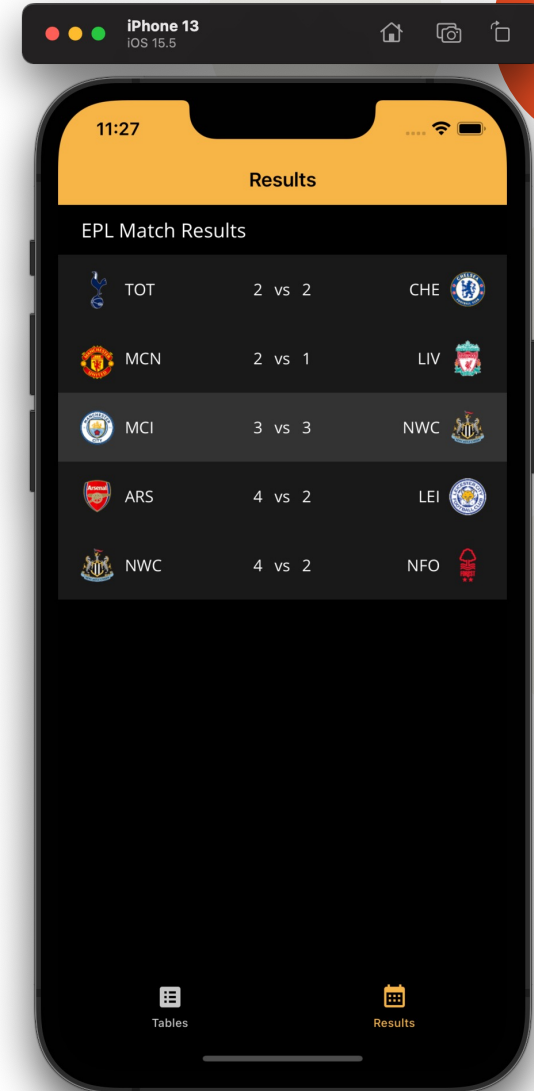 iPhone 13
iOS 15.5
11:27
Results
EPL Match Results
TOT 2 vs 2 CHE
MCN 2 vs 1 LIV
MCI 3 vs 3 NWC
ARS 4 vs 2 LEI
NWC 4 vs 2 NFO
Tables Results